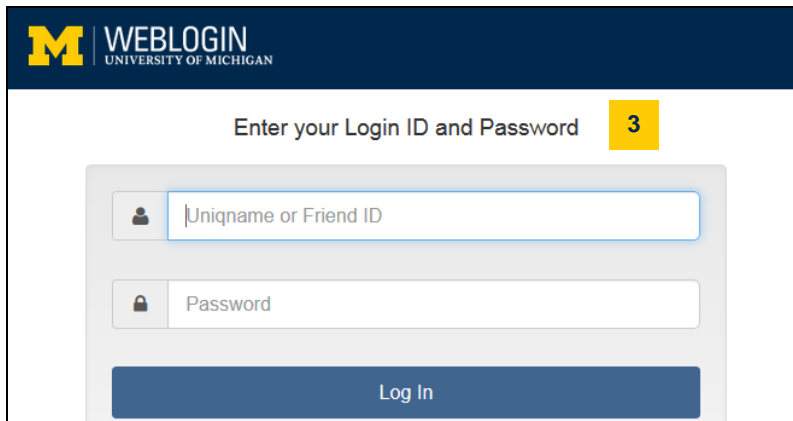 M WEBLOGIN
UNIVERSITY OF MICHIGAN
Enter your Login ID and Password 3
Uniqname or Friend ID
Password
Log In